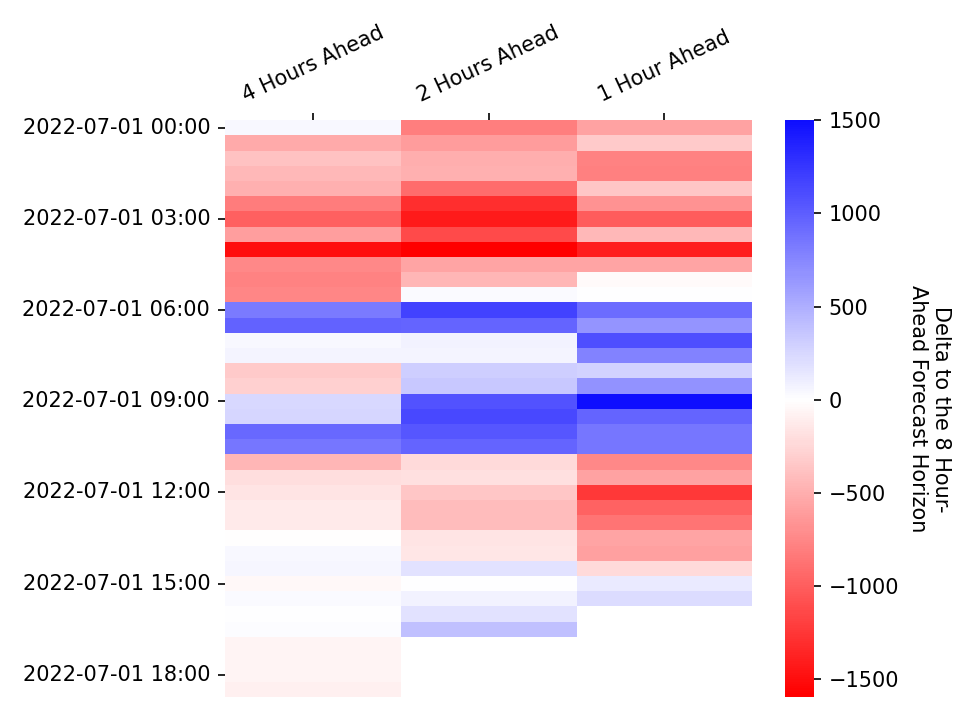 4 Hours Ahead
2 Hours Ahead
1 Hour Ahead
2022-07-01 00:00
2022-07-01 03:00
2022-07-01 06:00
2022-07-01 09:00
2022-07-01 12:00
2022-07-01 15:00
2022-07-01 18:00
1500
1000
500
0
−500
−1000
−1500
Delta to the 8 Hour-
Ahead Forecast Horizon